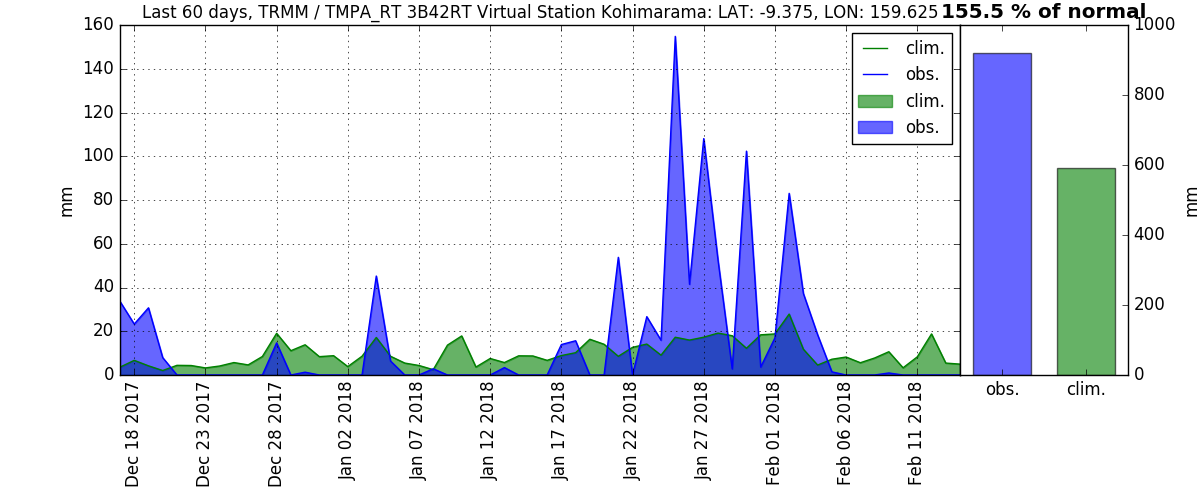 Last 60 days, TRMM / TMPA_RT 3B42RT Virtual Station Kohimarama: LAT: -9.375, LON: 159.625 155.5 % of normal
160
140
120
100
80
60
40
20
0
mm
clim.
obs.
clim.
obs.
1000
800
600
400
200
0
mm
Dec 18 2017
Dec 23 2017
Dec 28 2017
Jan 02 2018
Jan 07 2018
Jan 12 2018
Jan 17 2018
Jan 22 2018
Jan 27 2018
Feb 01 2018
Feb 06 2018
Feb 11 2018
obs.
clim.